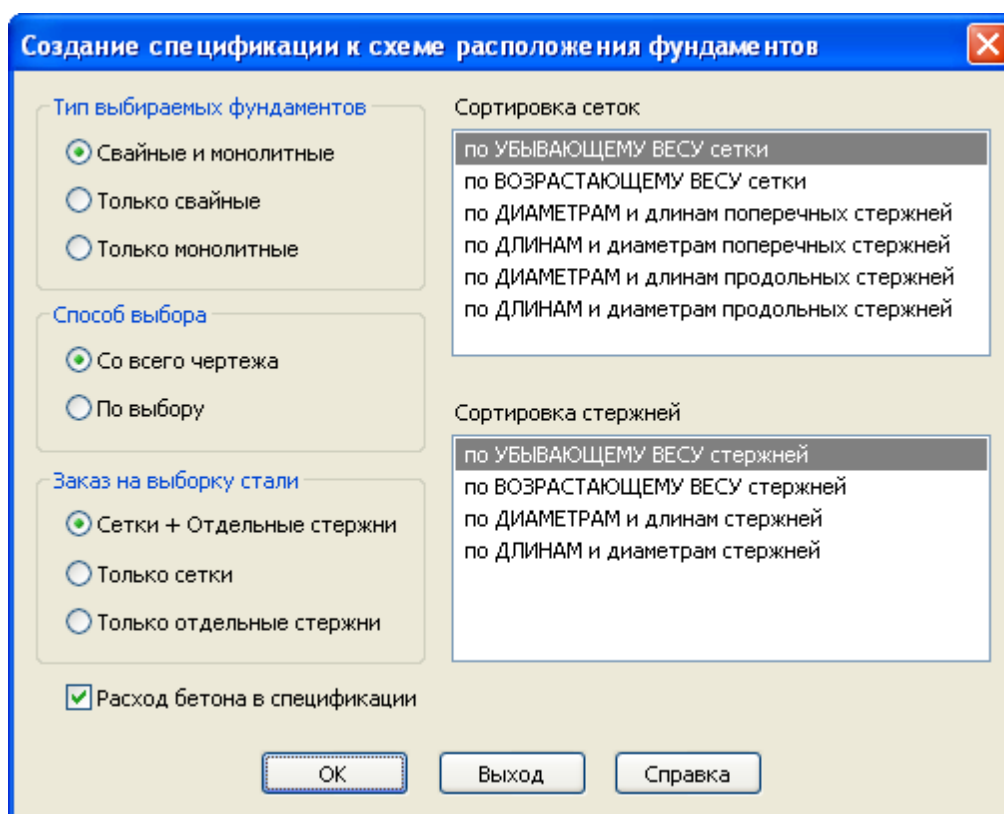 Создание спецификации к схеме расположения фундаментов
Тип выбираемых фундаментов
Свайные и монолитные
Только свайные
Только монолитные
Способ выбора
Со всего чертежа
По выбору
Заказ на выборку стали
Сетки + Отдельные стержни
Только сетки
Только отдельные стержни
Расход бетона в спецификации
Сортировка сеток
по УБЫВАЮЩЕМУ ВЕСУ сетки
по ВОЗРАСТАЮЩЕМУ ВЕСУ сетки
по ДИАМЕТРАМ и длинам поперечных стержней
по ДЛИНАМ и диаметрам поперечных стержней
по ДИАМЕТРАМ и длинам продольных стержней
по ДЛИНАМ и диаметрам продольных стержней
Сортировка стержней
по УБЫВАЮЩЕМУ ВЕСУ стержней
по ВОЗРАСТАЮЩЕМУ ВЕСУ стержней
по ДИАМЕТРАМ и длинам стержней
по ДЛИНАМ и диаметрам стержней
ОК
Выход
Справка